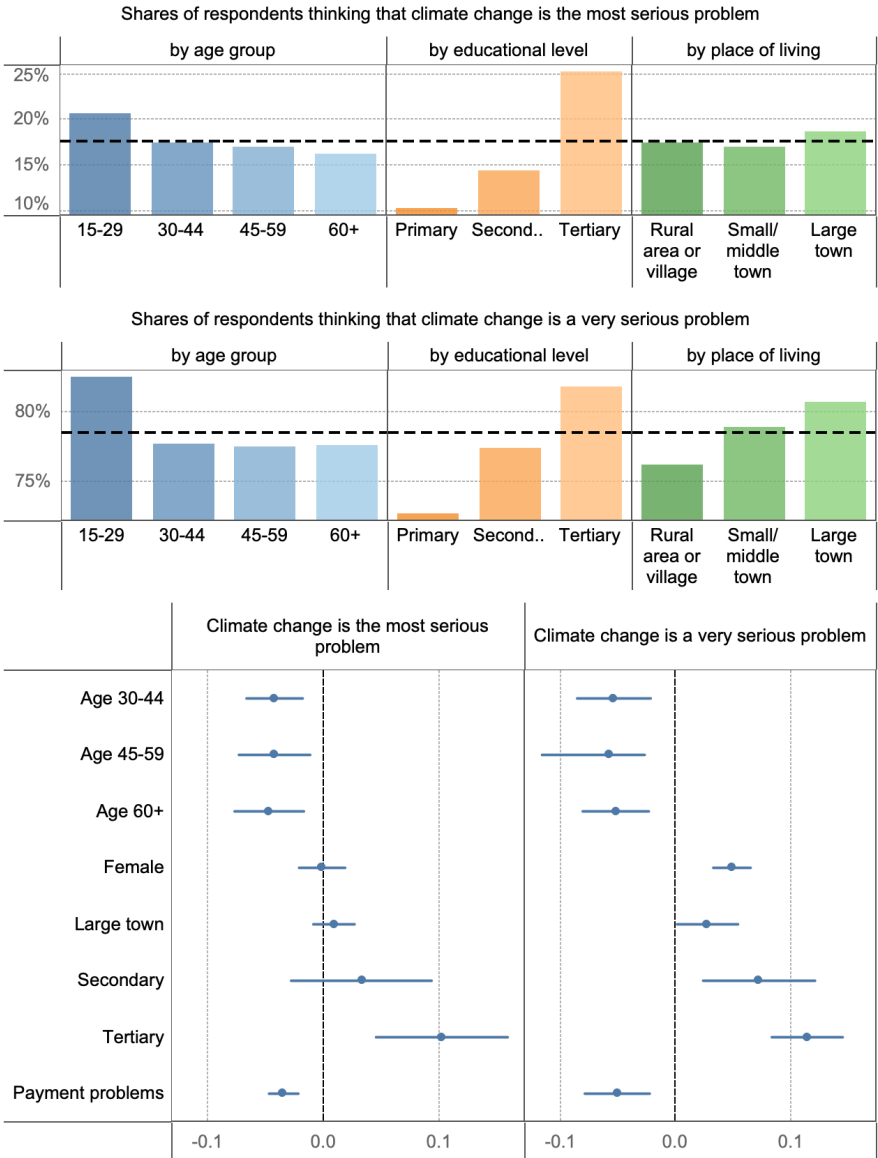 Shares of respondents thinking that climate change is the most serious problem
by age group by educational level by place of living
25%
20%
15%
10%
15-29 30-44 45-59 60+ Primary Second.. Tertiary Rural area or village Small/ middle town Large town
Shares of respondents thinking that climate change is a very serious problem
by age group by educational level by place of living
80%
75%
15-29 30-44 45-59 60+ Primary Second.. Tertiary Rural area or village Small/ middle town Large town
Climate change is the most serious problem
Climate change is a very serious problem
Age 30-44
Age 45-59
Age 60+
Female
Large town
Secondary
Tertiary
Payment problems
-0.1 0.0 0.1 -0.1 0.0 0.1